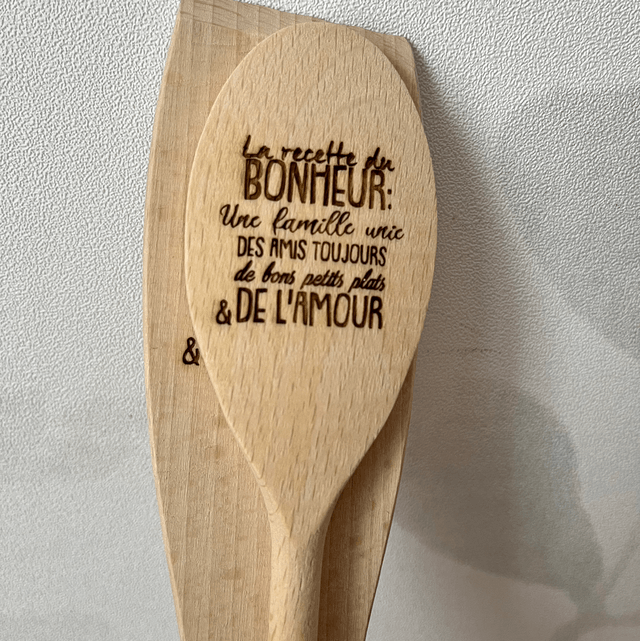 La recette du
BONHEUR:
Une famille unie
DES AMIS TOUJOURS
de bons petits plats
& DE L'AMOUR
&